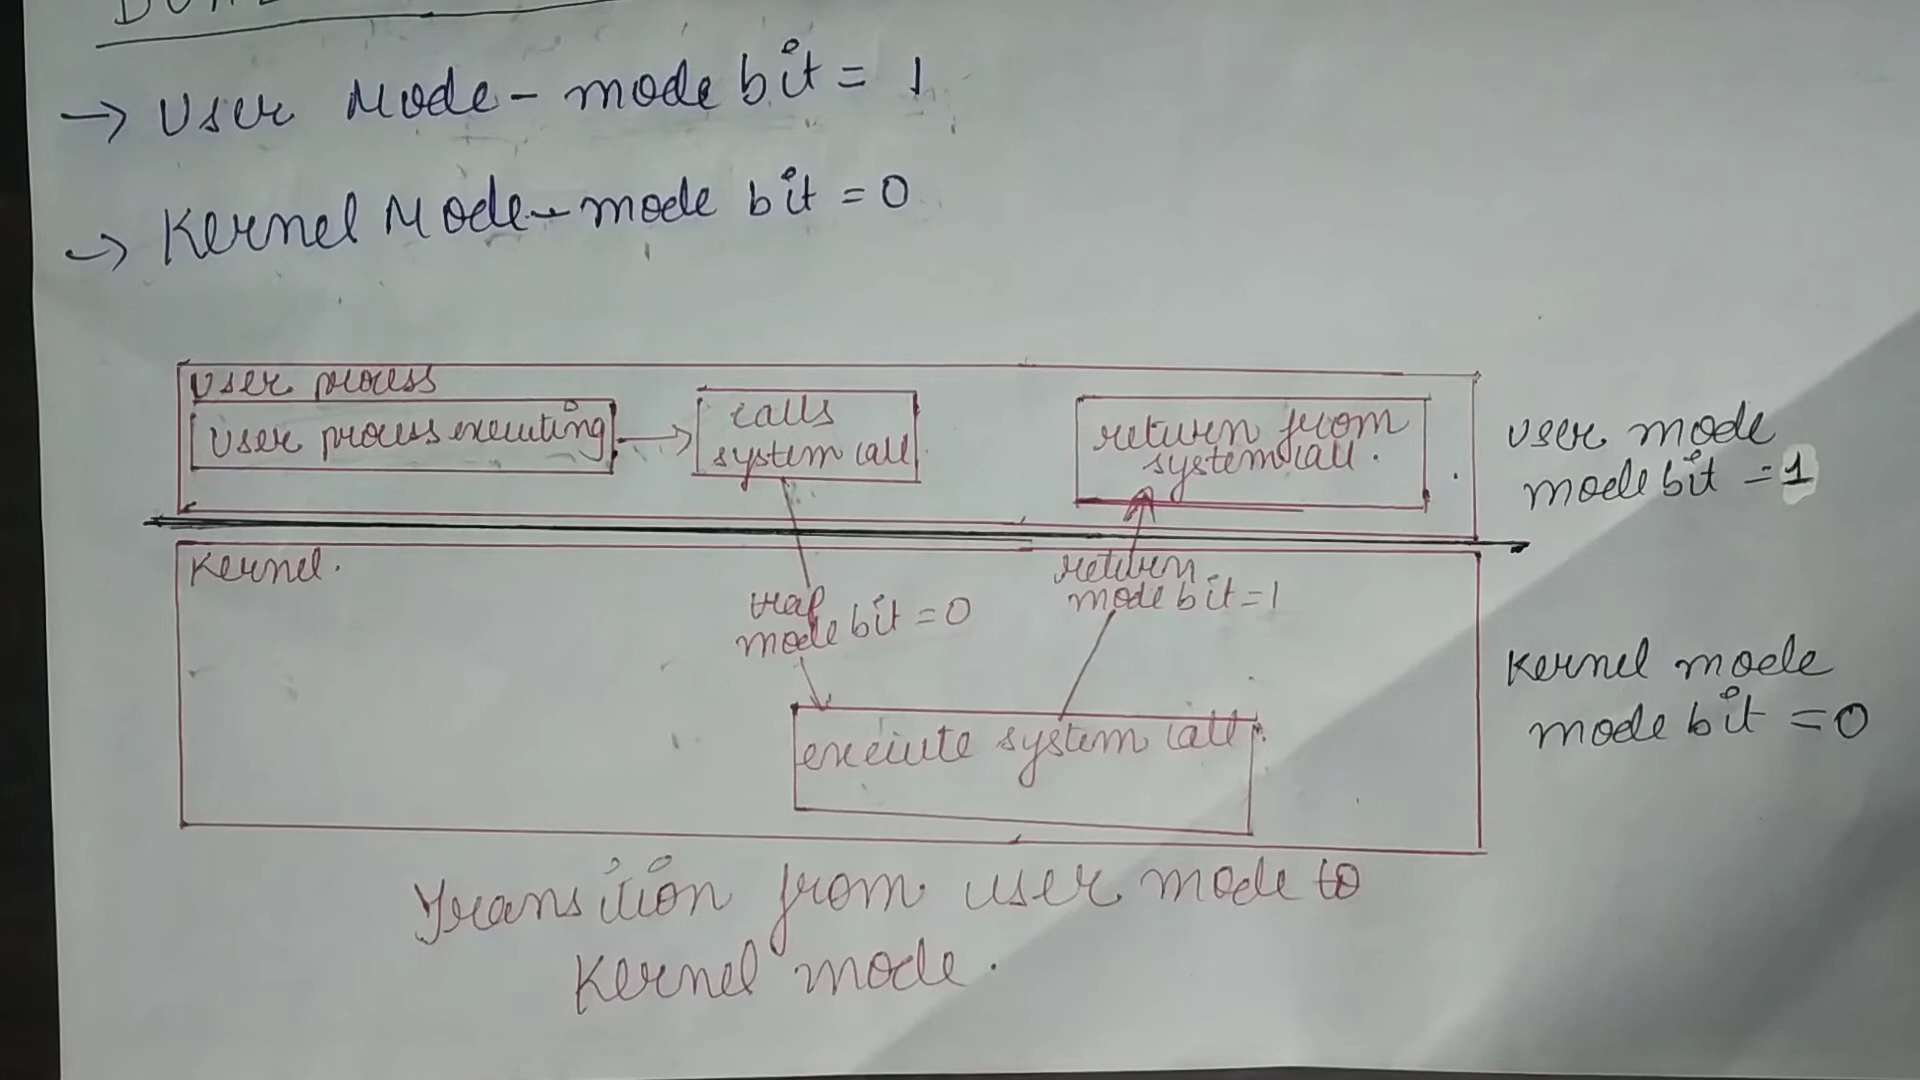 → User Mode - mode bit = 1
→ Kernel Mode - mode bit = 0
User process
User process executing
calls
system call
return from
system call.
user mode
mode bit = 1
Kernel.
trap
mode bit = 0
return
mode bit = 1
Kernel mode
mode bit = 0
execute system call
Transition from user mode to
Kernel mode.